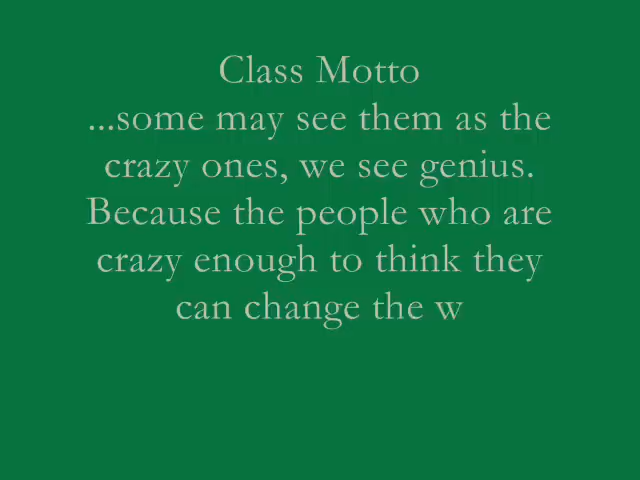 Class Motto
...some may see them as the
crazy ones, we see genius.
Because the people who are
crazy enough to think they
can change the w